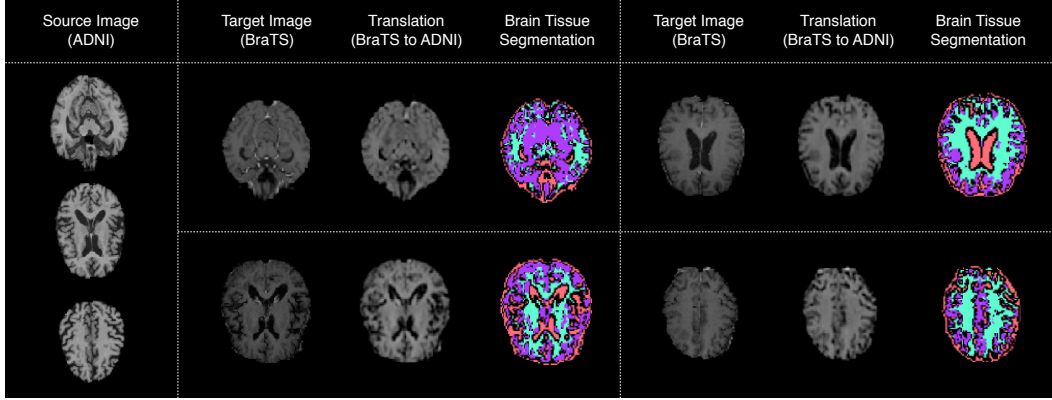 Source Image
(ADNI)
Target Image
(BraTS)
Translation
(BraTS to ADNI)
Brain Tissue
Segmentation
Target Image
(BraTS)
Translation
(BraTS to ADNI)
Brain Tissue
Segmentation